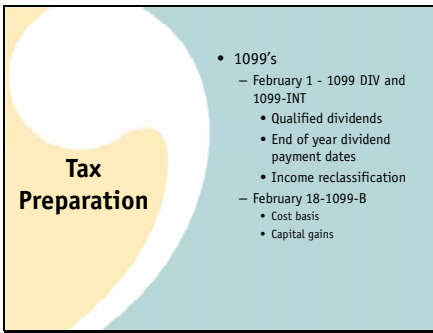 Tax
Preparation
• 1099's
– February 1 - 1099 DIV and
1099-INT
• Qualified dividends
• End of year dividend
payment dates
• Income reclassification
– February 18-1099-B
• Cost basis
• Capital gains